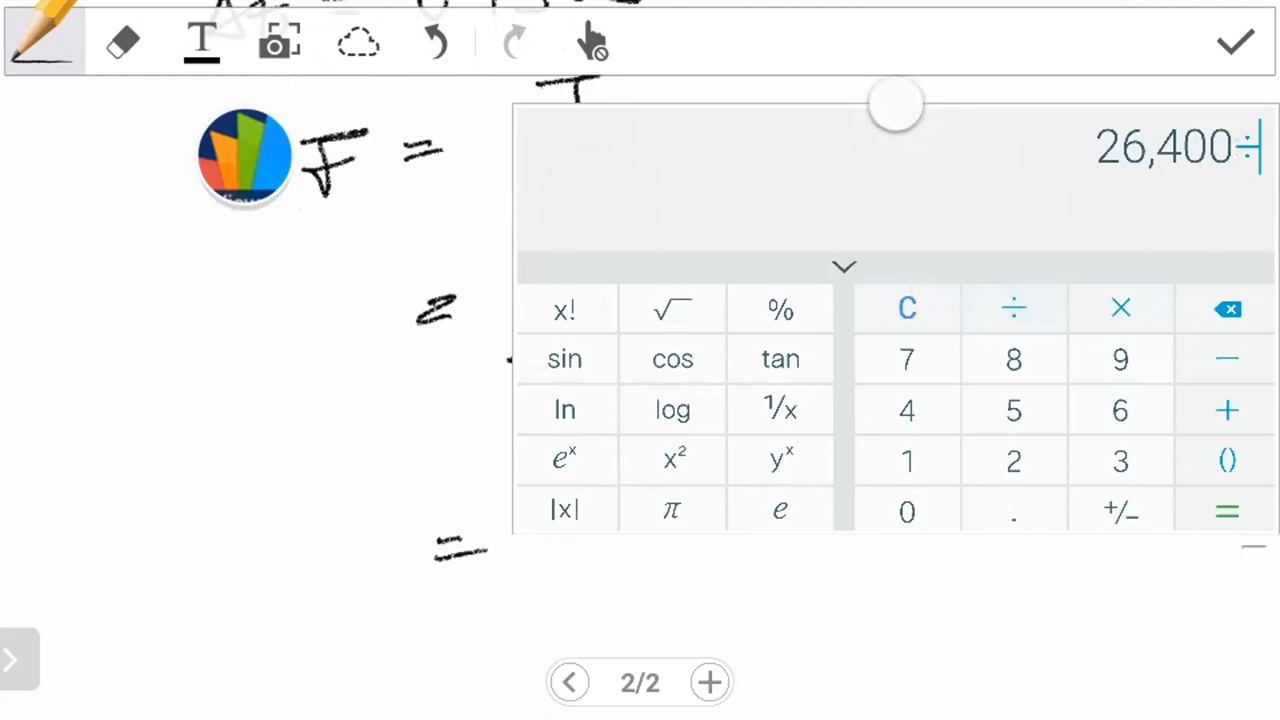 T
26,400÷
F =
x! √ % C ÷ ×
=
sin cos tan 7 8 9 −
ln log 1/x 4 5 6 +
eˣ x² yˣ 1 2 3 ()
|x| π e 0 . +/− =
=
2/2